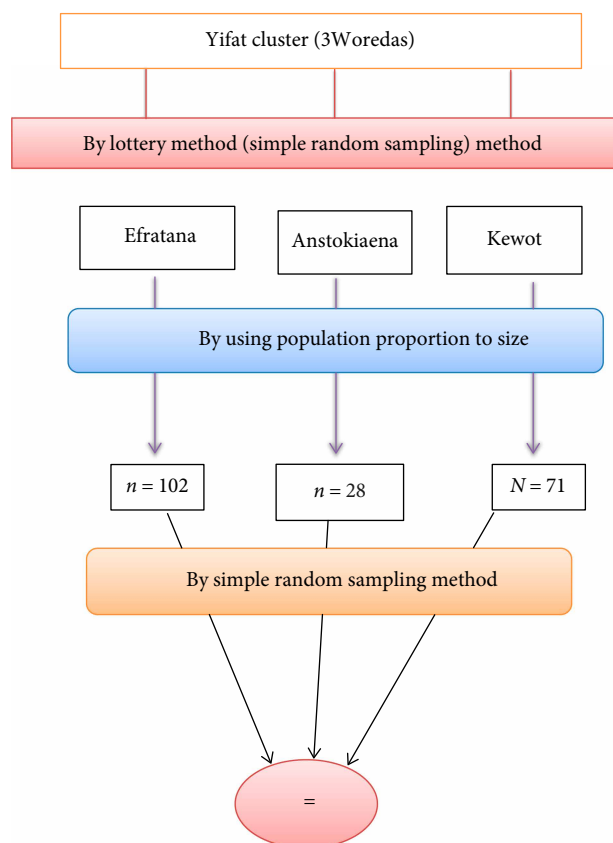 Yifat cluster (3Woredas)
By lottery method (simple random sampling) method
Efratana
Anstokiaena
Kewot
By using population proportion to size
n = 102
n = 28
N = 71
By simple random sampling method
=